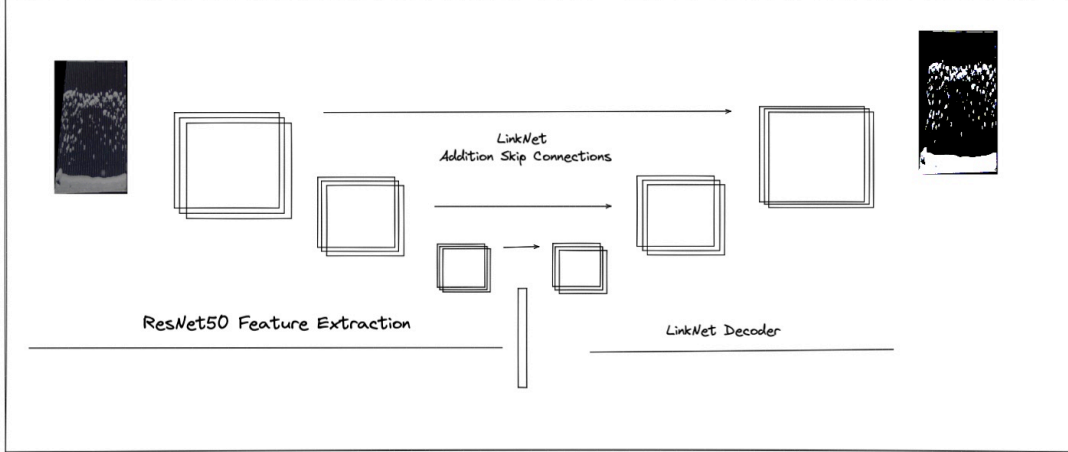 LinkNet
Addition Skip Connections
ResNet50 Feature Extraction
LinkNet Decoder